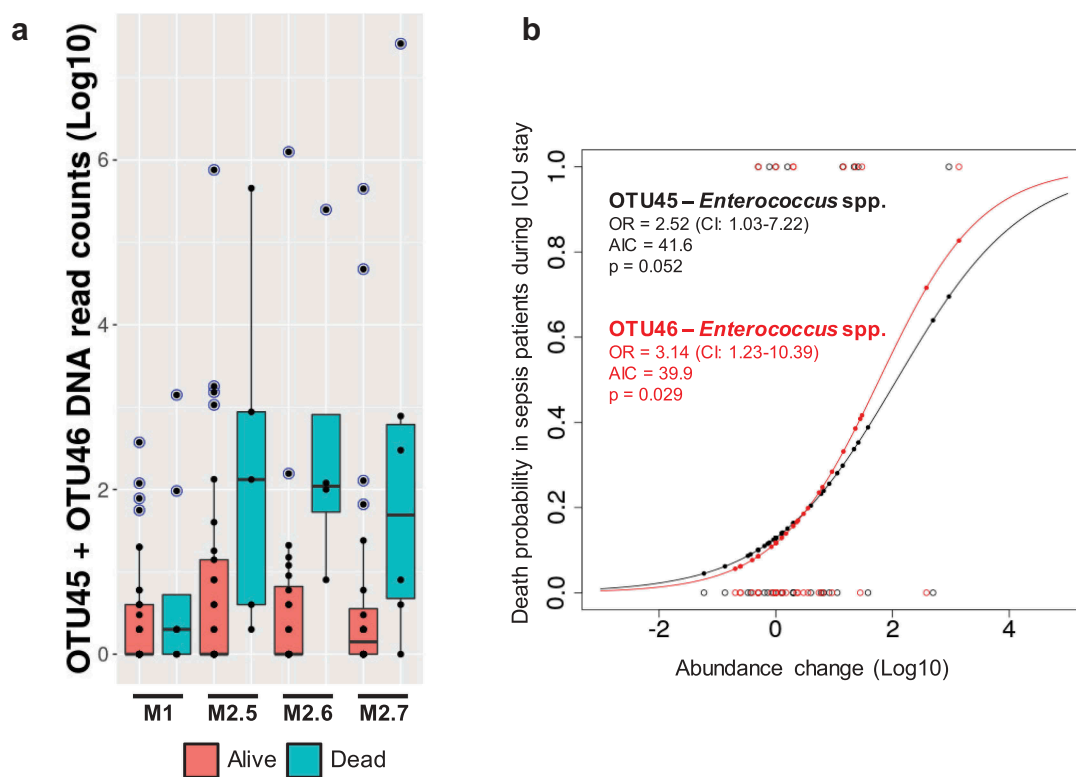 a
OTU45 + OTU46 DNA read counts (Log10)
6
4
2
0
M1
M2.5
M2.6
M2.7
Alive
Dead
b
Death probability in sepsis patients during ICU stay
1.0
0.8
0.6
0.4
0.2
0.0
OTU45 – Enterococcus spp.
OR = 2.52 (CI: 1.03-7.22)
AIC = 41.6
p = 0.052
OTU46 – Enterococcus spp.
OR = 3.14 (CI: 1.23-10.39)
AIC = 39.9
p = 0.029
-2
0
2
4
Abundance change (Log10)